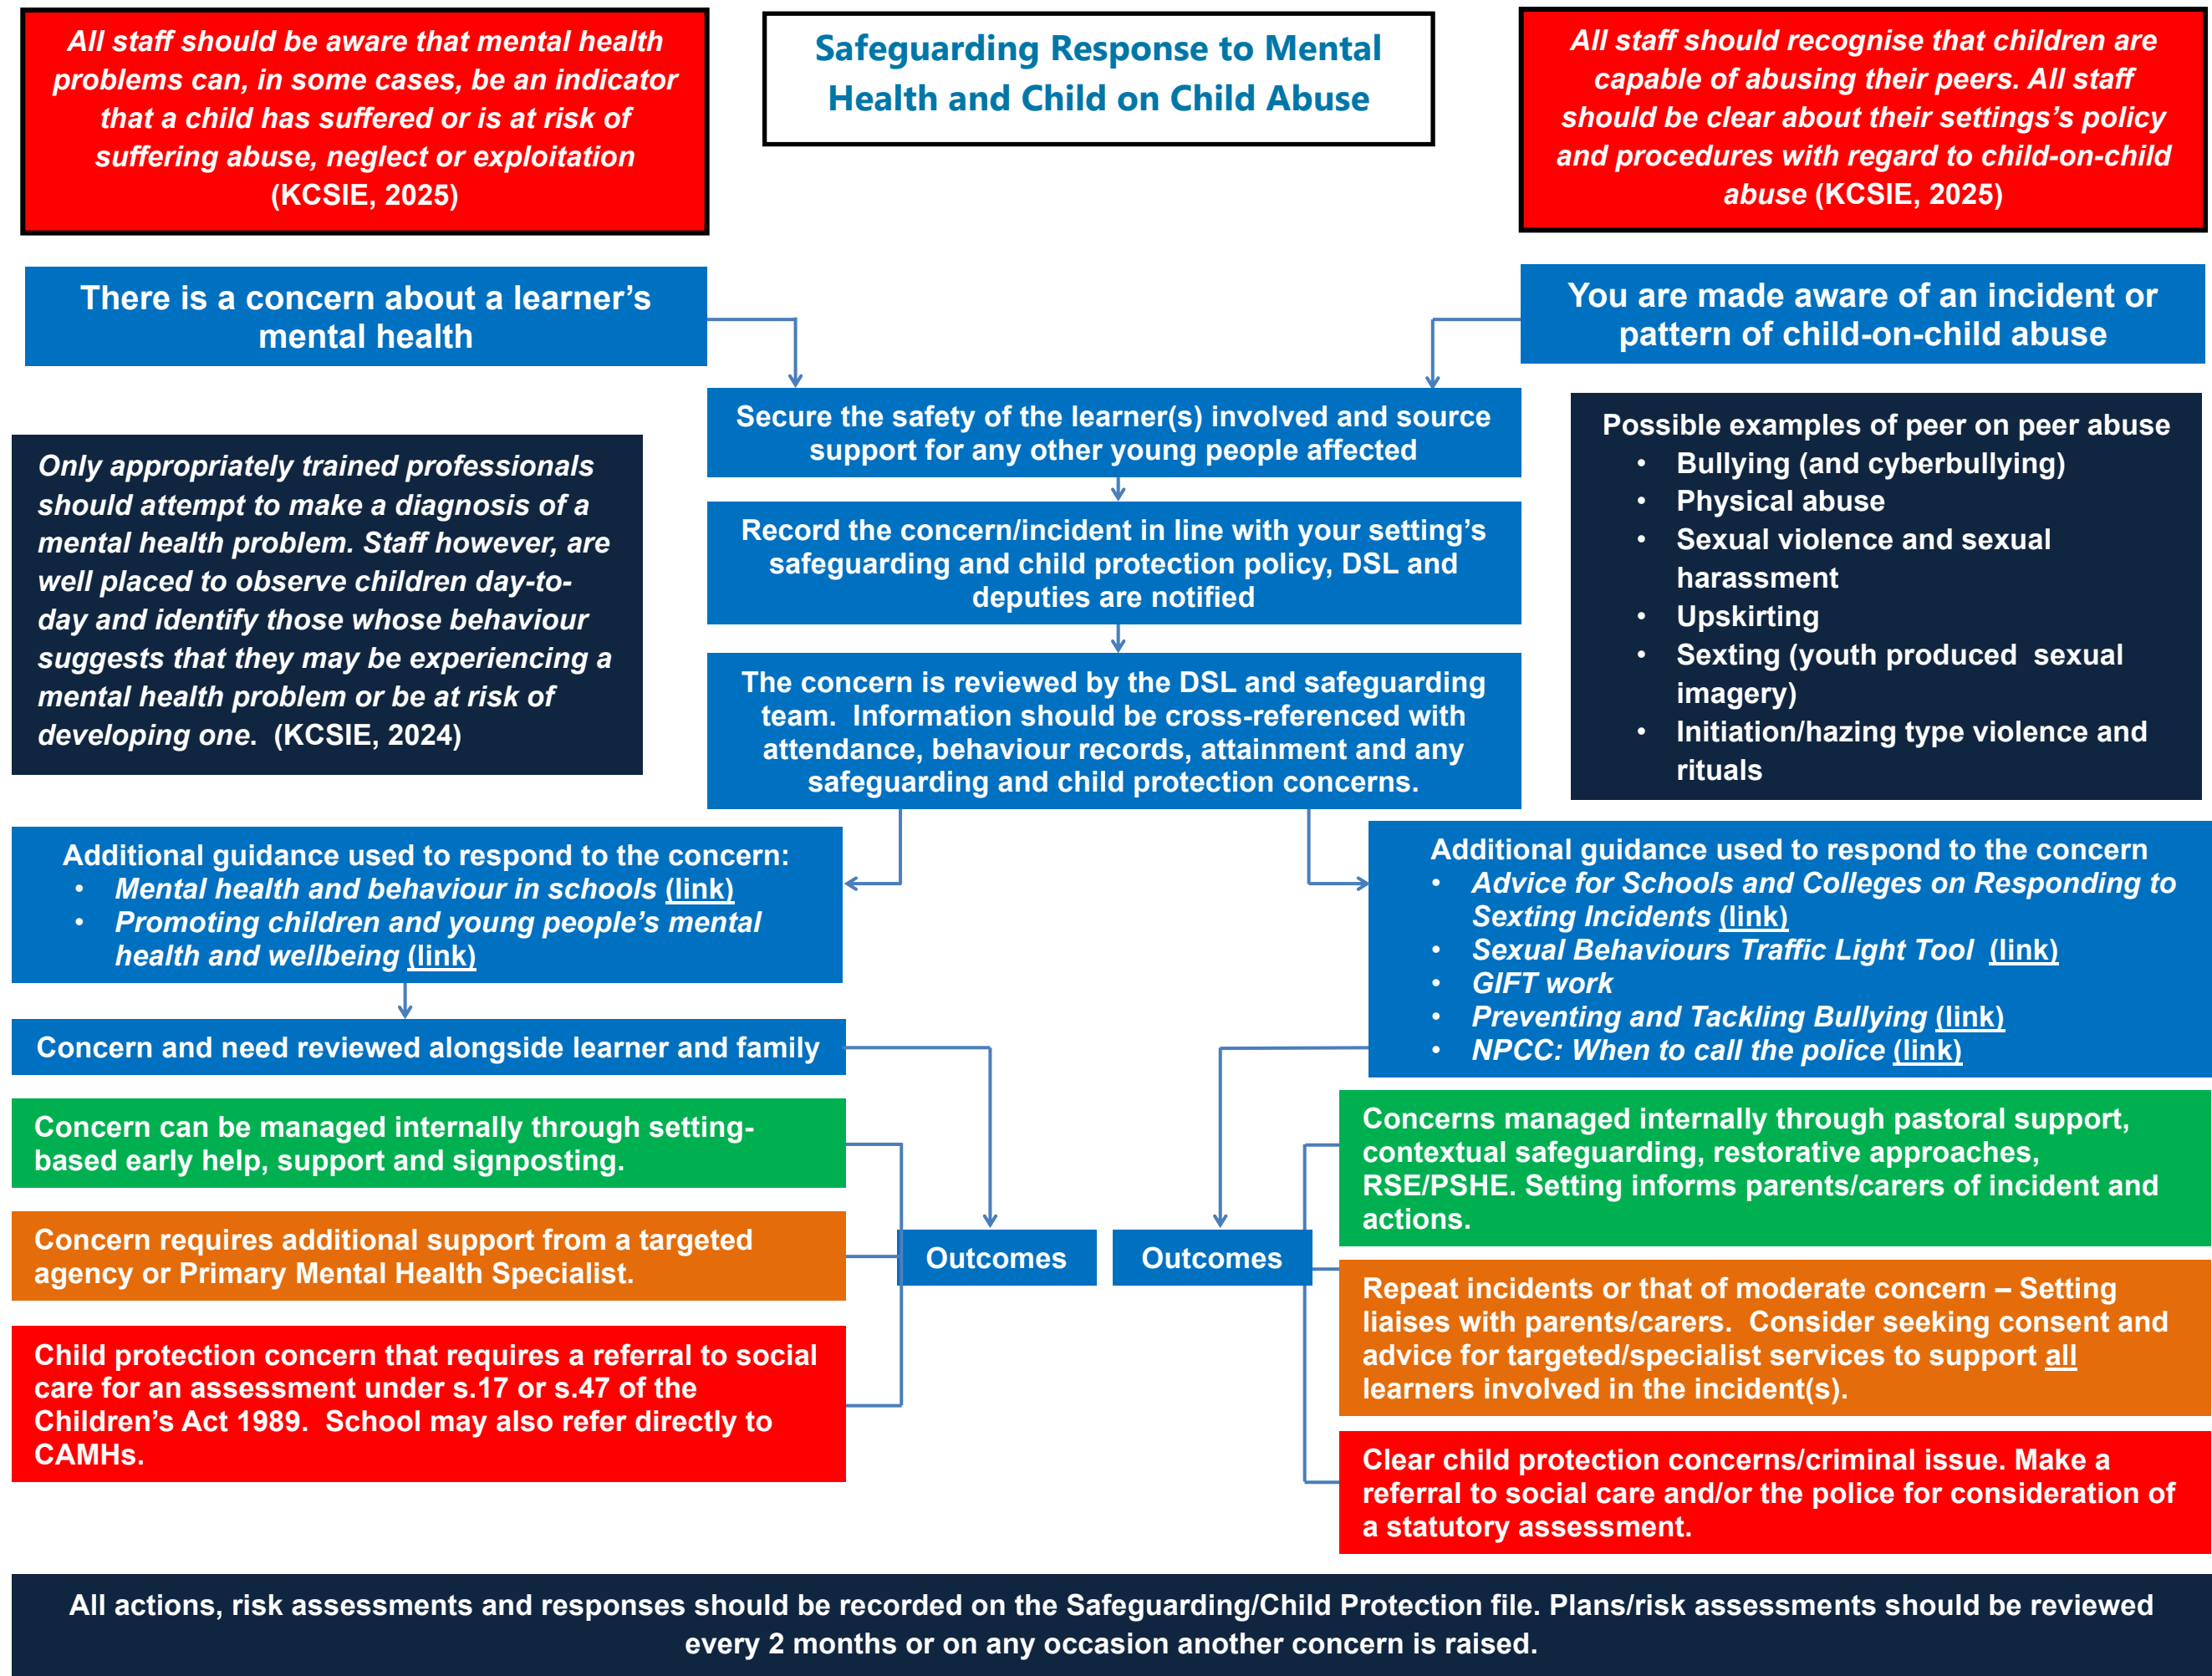 All staff should be aware that mental health
problems can, in some cases, be an indicator
that a child has suffered or is at risk of
suffering abuse, neglect or exploitation
(KCSIE, 2025)
Safeguarding Response to Mental
Health and Child on Child Abuse
All staff should recognise that children are
capable of abusing their peers. All staff
should be clear about their settings's policy
and procedures with regard to child-on-child
abuse (KCSIE, 2025)
There is a concern about a learner’s
mental health
You are made aware of an incident or
pattern of child-on-child abuse
Secure the safety of the learner(s) involved and source
support for any other young people affected
Only appropriately trained professionals
should attempt to make a diagnosis of a
mental health problem. Staff however, are
well placed to observe children day-to-
day and identify those whose behaviour
suggests that they may be experiencing a
mental health problem or be at risk of
developing one. (KCSIE, 2024)
Record the concern/incident in line with your setting’s
safeguarding and child protection policy, DSL and
deputies are notified
Possible examples of peer on peer abuse
• Bullying (and cyberbullying)
• Physical abuse
• Sexual violence and sexual
harassment
• Upskirting
• Sexting (youth produced sexual
imagery)
• Initiation/hazing type violence and
rituals
The concern is reviewed by the DSL and safeguarding
team. Information should be cross-referenced with
attendance, behaviour records, attainment and any
safeguarding and child protection concerns.
Additional guidance used to respond to the concern:
• Mental health and behaviour in schools (link)
• Promoting children and young people’s mental
health and wellbeing (link)
Additional guidance used to respond to the concern
• Advice for Schools and Colleges on Responding to
Sexting Incidents (link)
• Sexual Behaviours Traffic Light Tool (link)
• GIFT work
• Preventing and Tackling Bullying (link)
• NPCC: When to call the police (link)
Concern and need reviewed alongside learner and family
Concern can be managed internally through setting-
based early help, support and signposting.
Concern requires additional support from a targeted
agency or Primary Mental Health Specialist.
Child protection concern that requires a referral to social
care for an assessment under s.17 or s.47 of the
Children’s Act 1989. School may also refer directly to
CAMHs.
Outcomes
Outcomes
Concerns managed internally through pastoral support,
contextual safeguarding, restorative approaches,
RSE/PSHE. Setting informs parents/carers of incident and
actions.
Repeat incidents or that of moderate concern – Setting
liaises with parents/carers. Consider seeking consent and
advice for targeted/specialist services to support all
learners involved in the incident(s).
Clear child protection concerns/criminal issue. Make a
referral to social care and/or the police for consideration of
a statutory assessment.
All actions, risk assessments and responses should be recorded on the Safeguarding/Child Protection file. Plans/risk assessments should be reviewed
every 2 months or on any occasion another concern is raised.